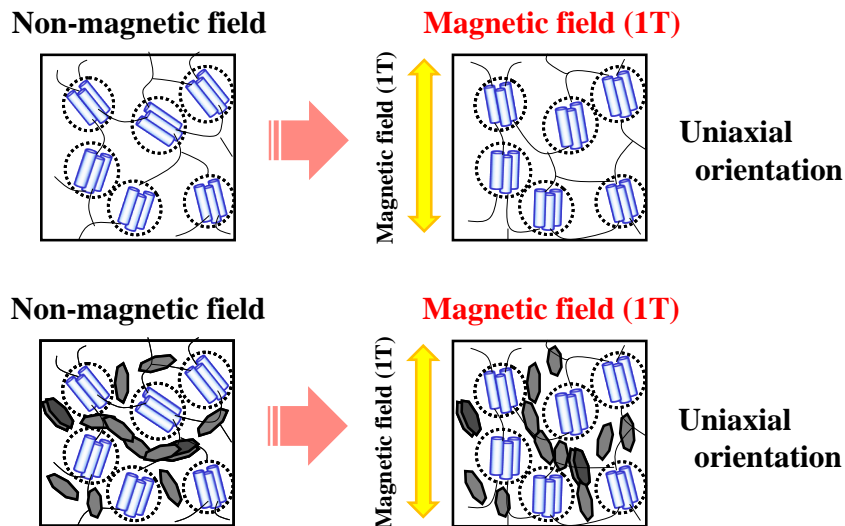 Non-magnetic field
Magnetic field (1T)
Magnetic field (1T)
Uniaxial
orientation
Non-magnetic field
Magnetic field (1T)
Magnetic field (1T)
Uniaxial
orientation